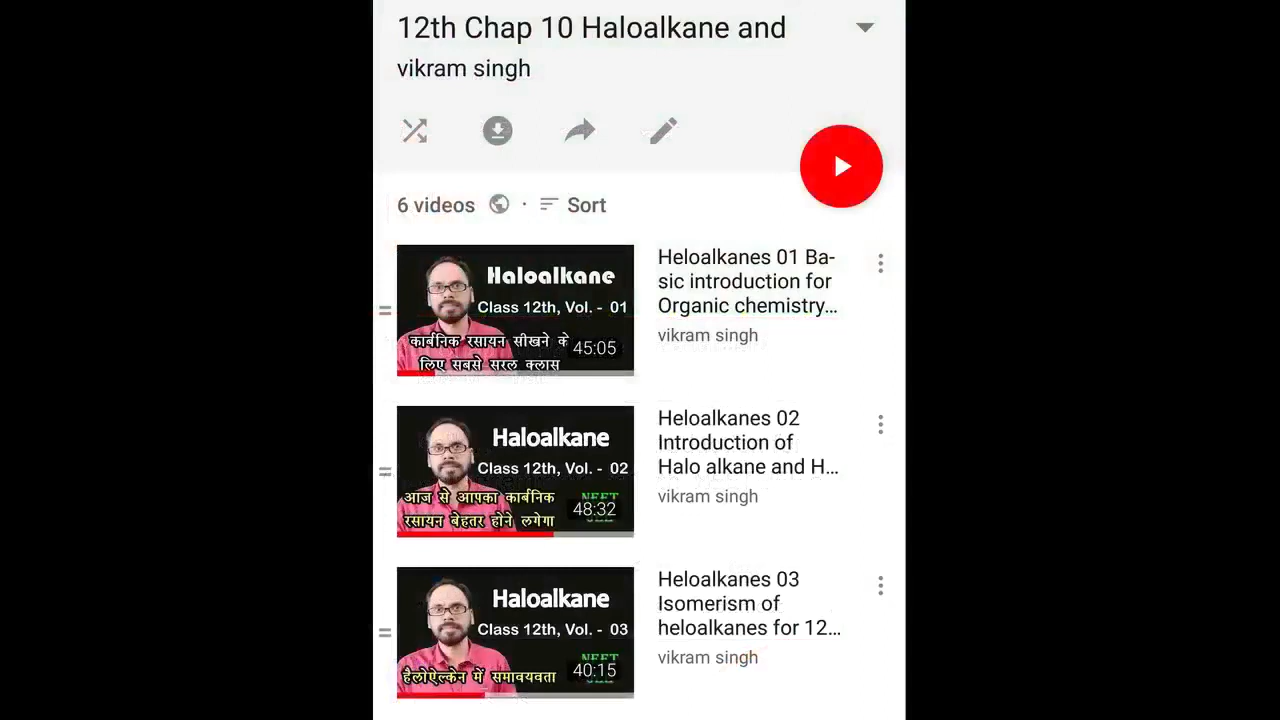 12th Chap 10 Haloalkane and
vikram singh
6 videos · Sort
Haloalkane
Class 12th, Vol. - 01
कार्बनिक रसायन सीखने के
लिए सबसे सरल क्लास
45:05
Heloalkanes 01 Ba-
sic introduction for
Organic chemistry...
vikram singh
Haloalkane
Class 12th, Vol. - 02
आज से आपका कार्बनिक
रसायन बेहतर होने लगेगा
NEET
48:32
Heloalkanes 02
Introduction of
Halo alkane and H...
vikram singh
Haloalkane
Class 12th, Vol. - 03
हैलोऐल्केन में समावयवता
NEET
40:15
Heloalkanes 03
Isomerism of
heloalkanes for 12...
vikram singh